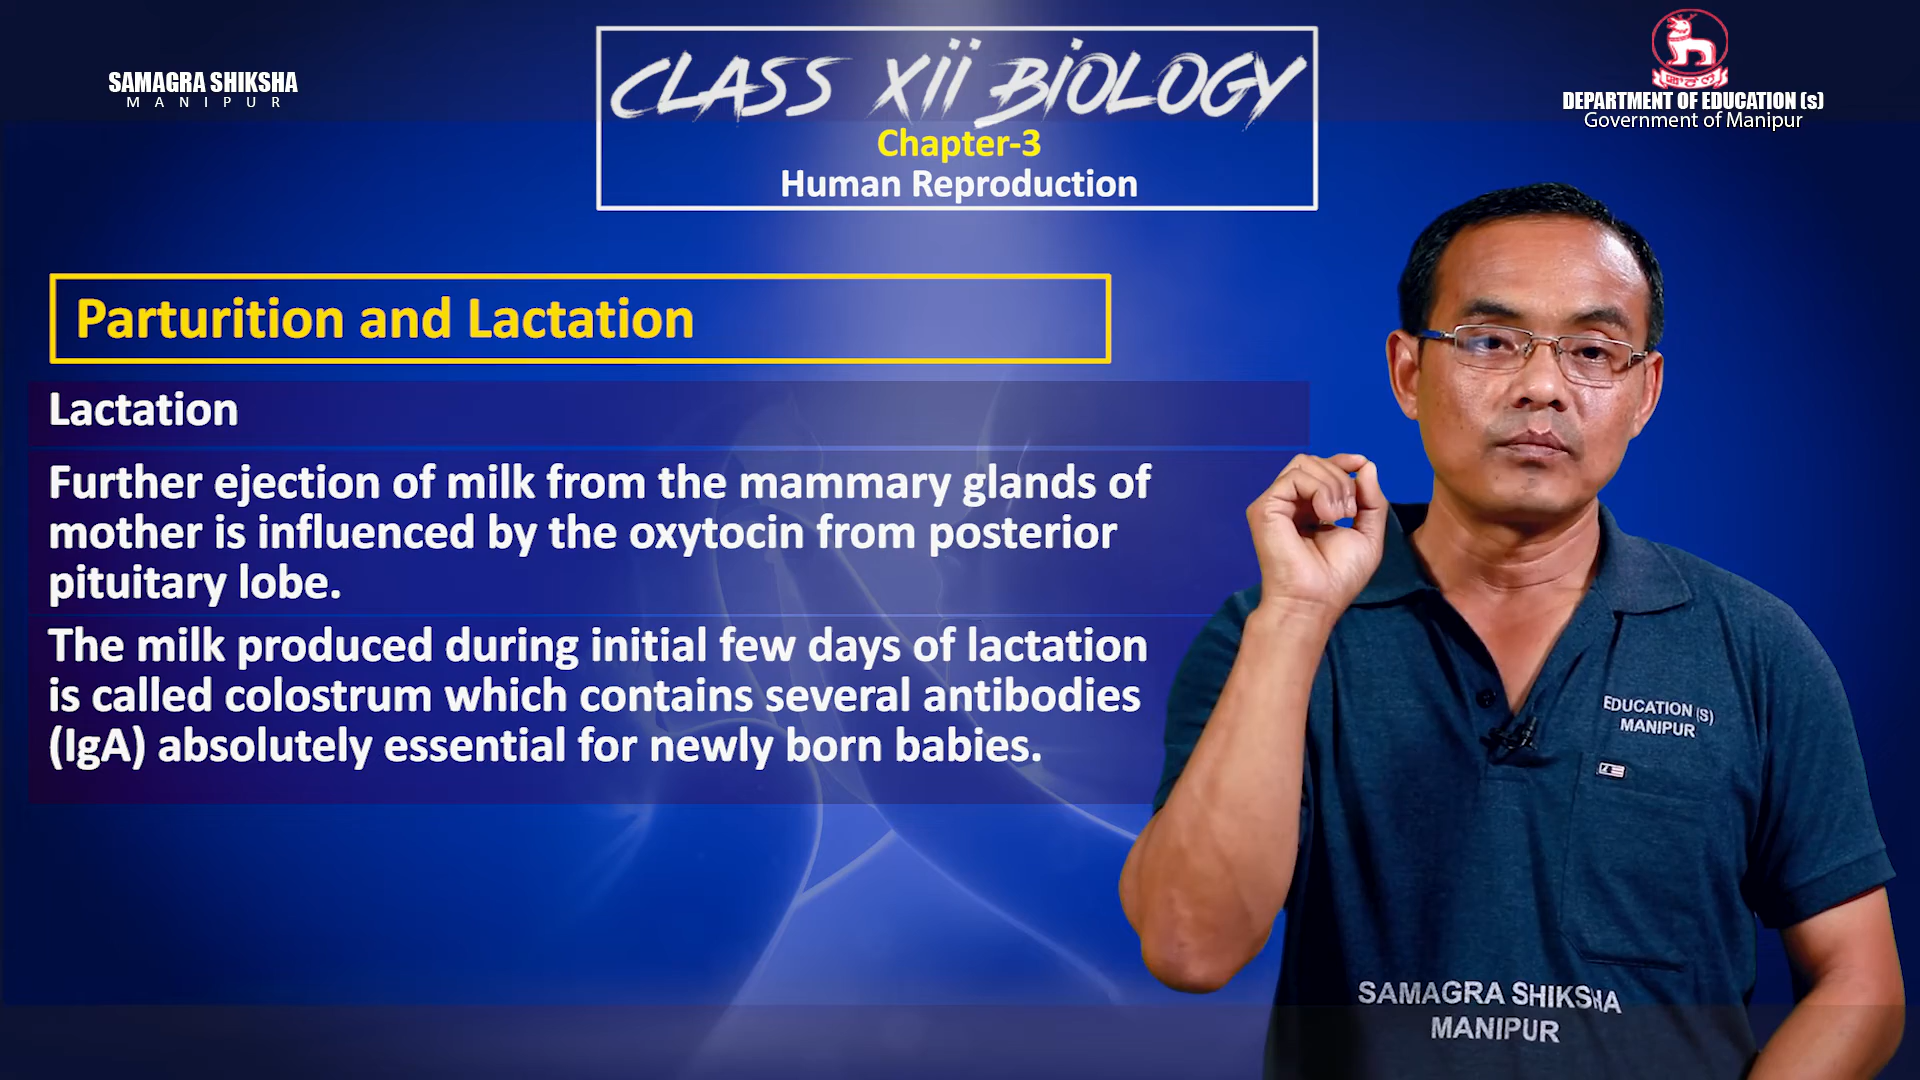 SAMAGRA SHIKSHA
MANIPUR
CLASS XII BIOLOGY
Chapter-3
Human Reproduction
DEPARTMENT OF EDUCATION (s)
Government of Manipur
Parturition and Lactation
Lactation
Further ejection of milk from the mammary glands of
mother is influenced by the oxytocin from posterior
pituitary lobe.
The milk produced during initial few days of lactation
is called colostrum which contains several antibodies
(IgA) absolutely essential for newly born babies.
EDUCATION (S)
MANIPUR
SAMAGRA SHIKSHA
MANIPUR